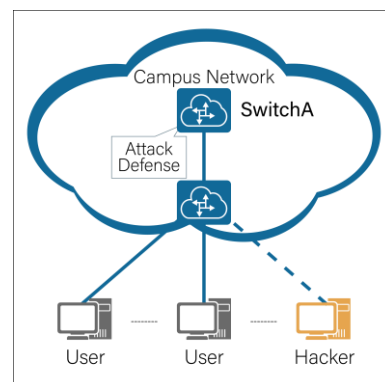 Campus Network
SwitchA
Attack
Defense
User
User
Hacker